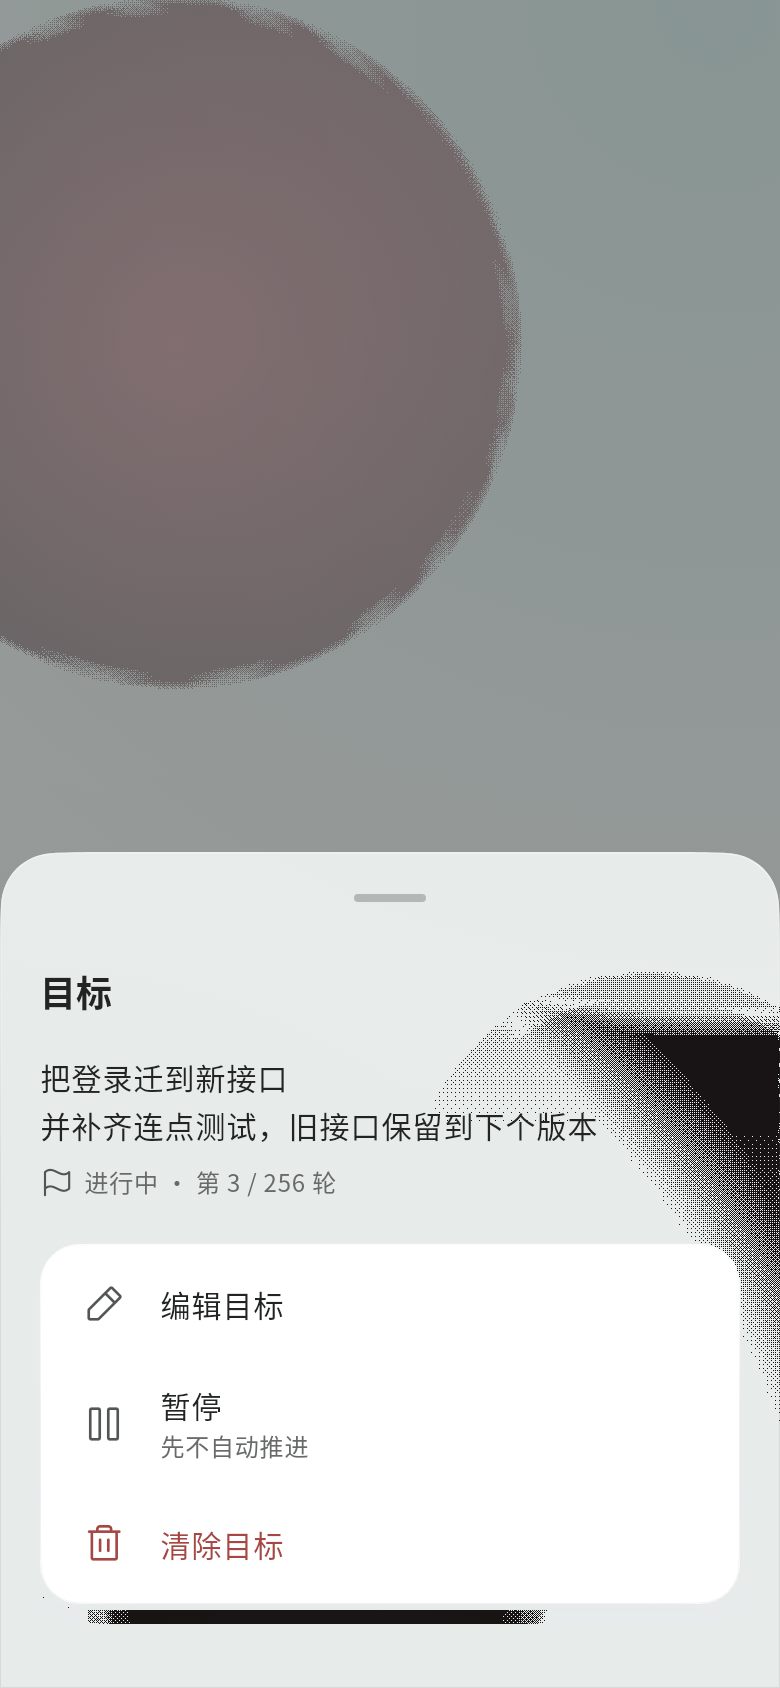 目标
把登录迁到新接口
并补齐连点测试，旧接口保留到下个版本
进行中 · 第 3 / 256 轮
编辑目标
暂停
先不自动推进
清除目标